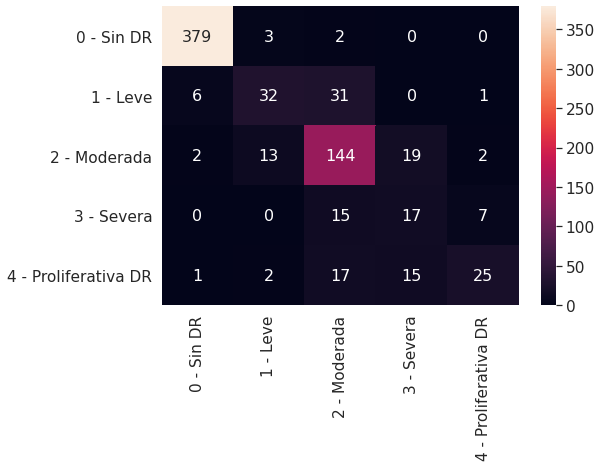 0 - Sin DR 379 3 2 0 0
1 - Leve 6 32 31 0 1
2 - Moderada 2 13 144 19 2
3 - Severa 0 0 15 17 7
4 - Proliferativa DR 1 2 17 15 25
0 - Sin DR
1 - Leve
2 - Moderada
3 - Severa
4 - Proliferativa DR
350
300
250
200
150
100
50
0